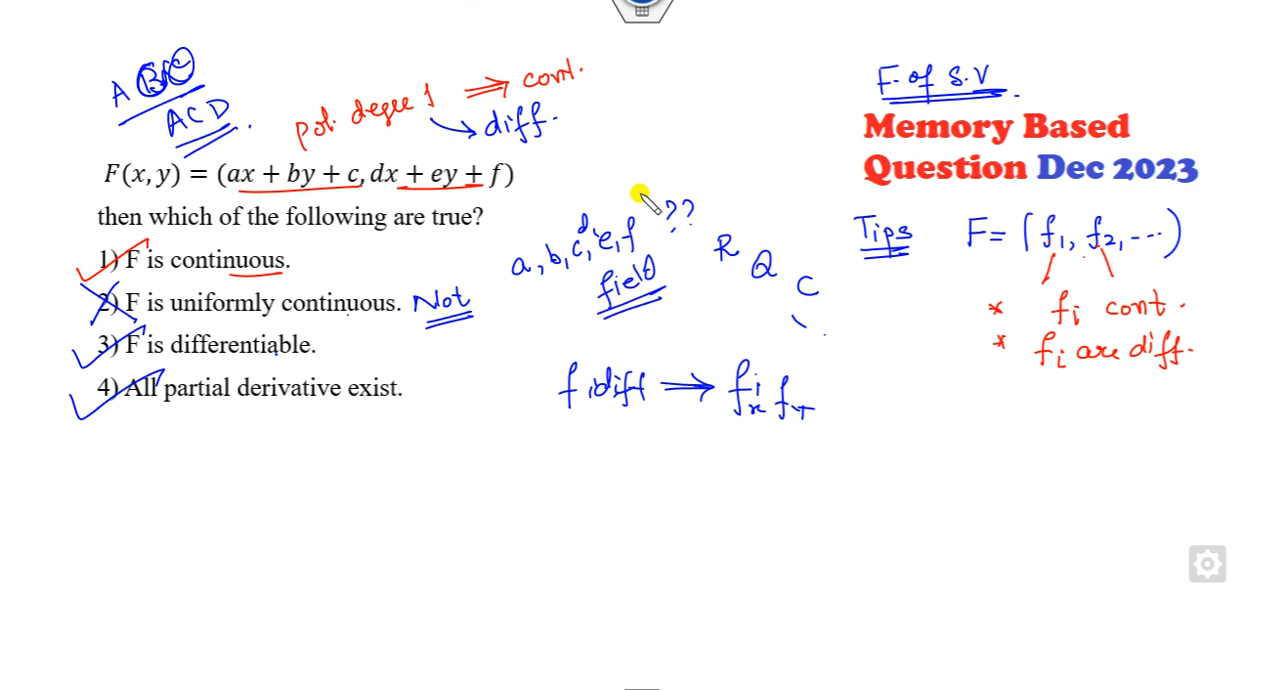 A B C
ACD.
pol. degree 1 ⟹ cont.
→ diff.
F(x, y) = (ax + by + c, dx + ey + f)
then which of the following are true?
1) F is continuous.
2) F is uniformly continuous. Not
3) F is differentiable.
4) All partial derivative exist.
a, b, c, d, e, f ??
field
R Q C
f diff ⟹
F of S.V.
Memory Based
Question Dec 2023
Tips F = (f₁, f₂, ...)
* fᵢ cont.
* fᵢ are diff.